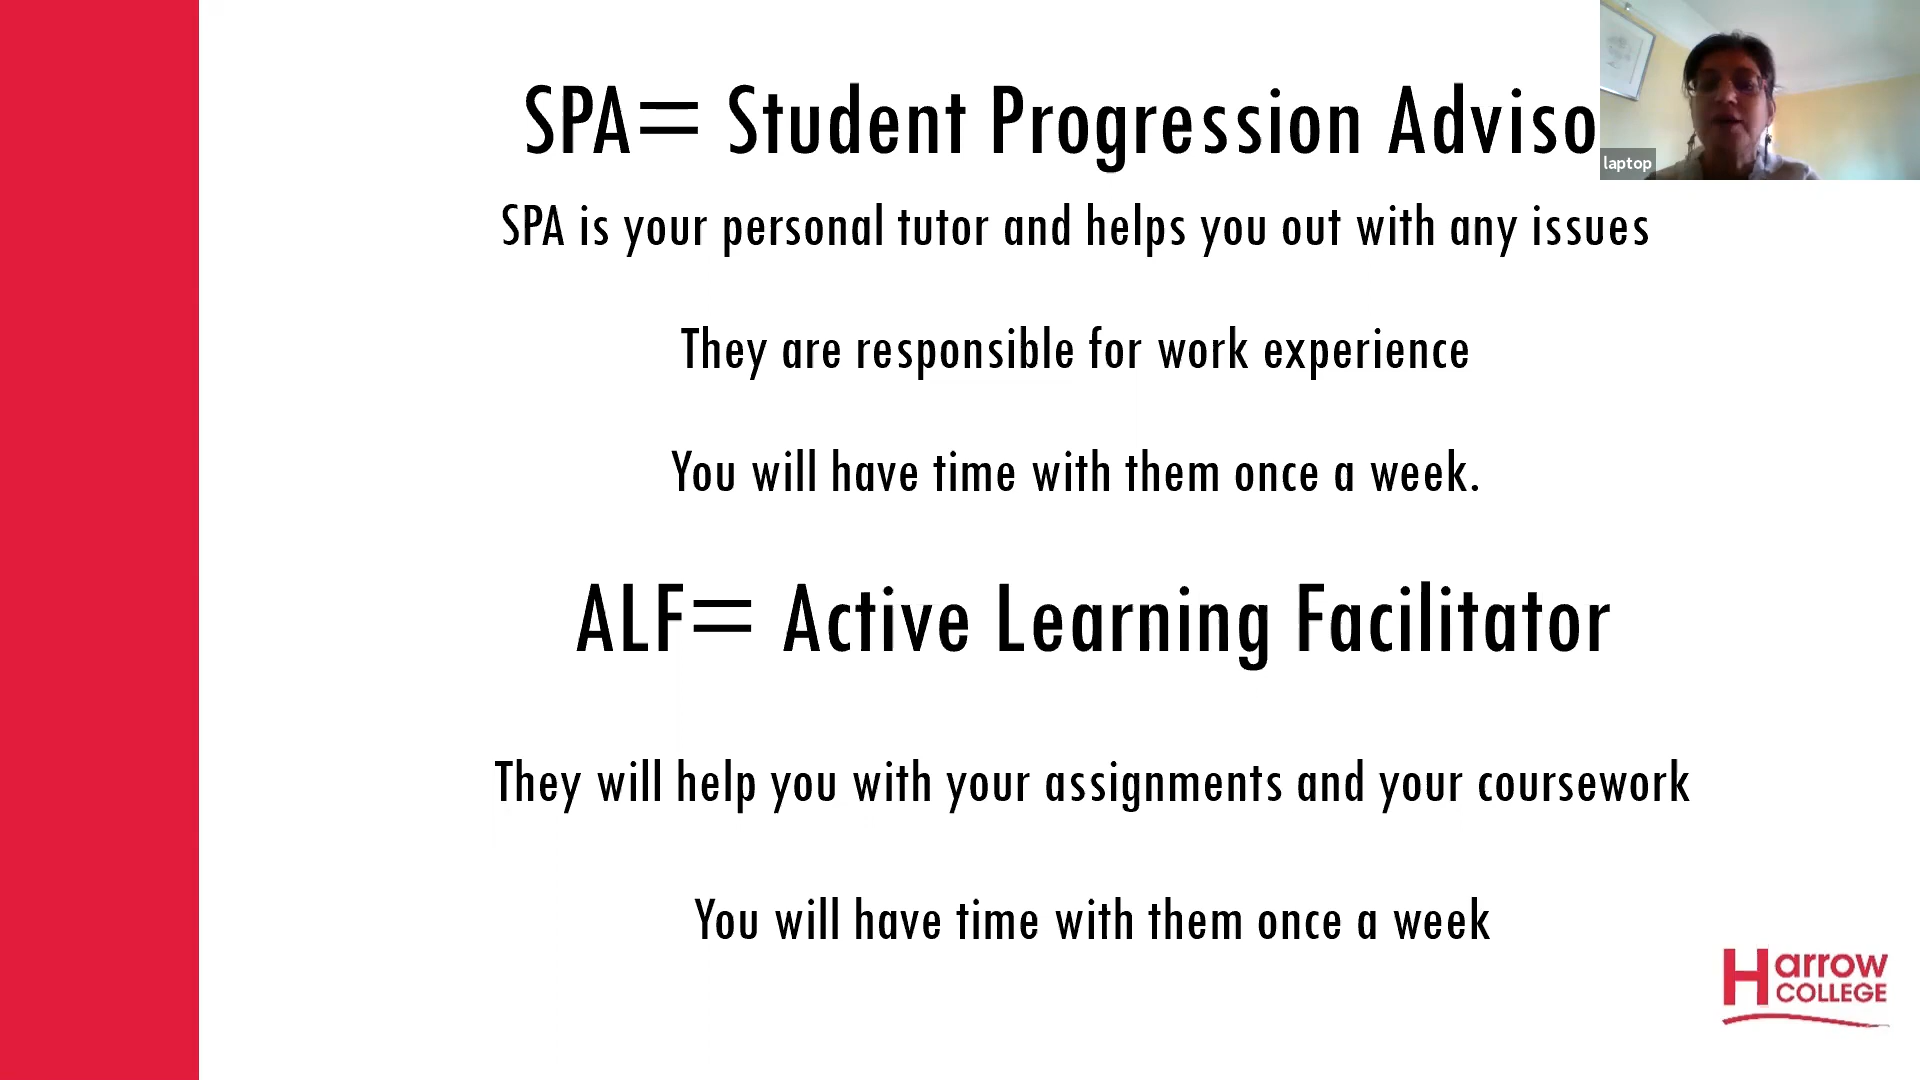 SPA= Student Progression Adviso
laptop
SPA is your personal tutor and helps you out with any issues
They are responsible for work experience
You will have time with them once a week.
ALF= Active Learning Facilitator
They will help you with your assignments and your coursework
You will have time with them once a week
Harrow
COLLEGE